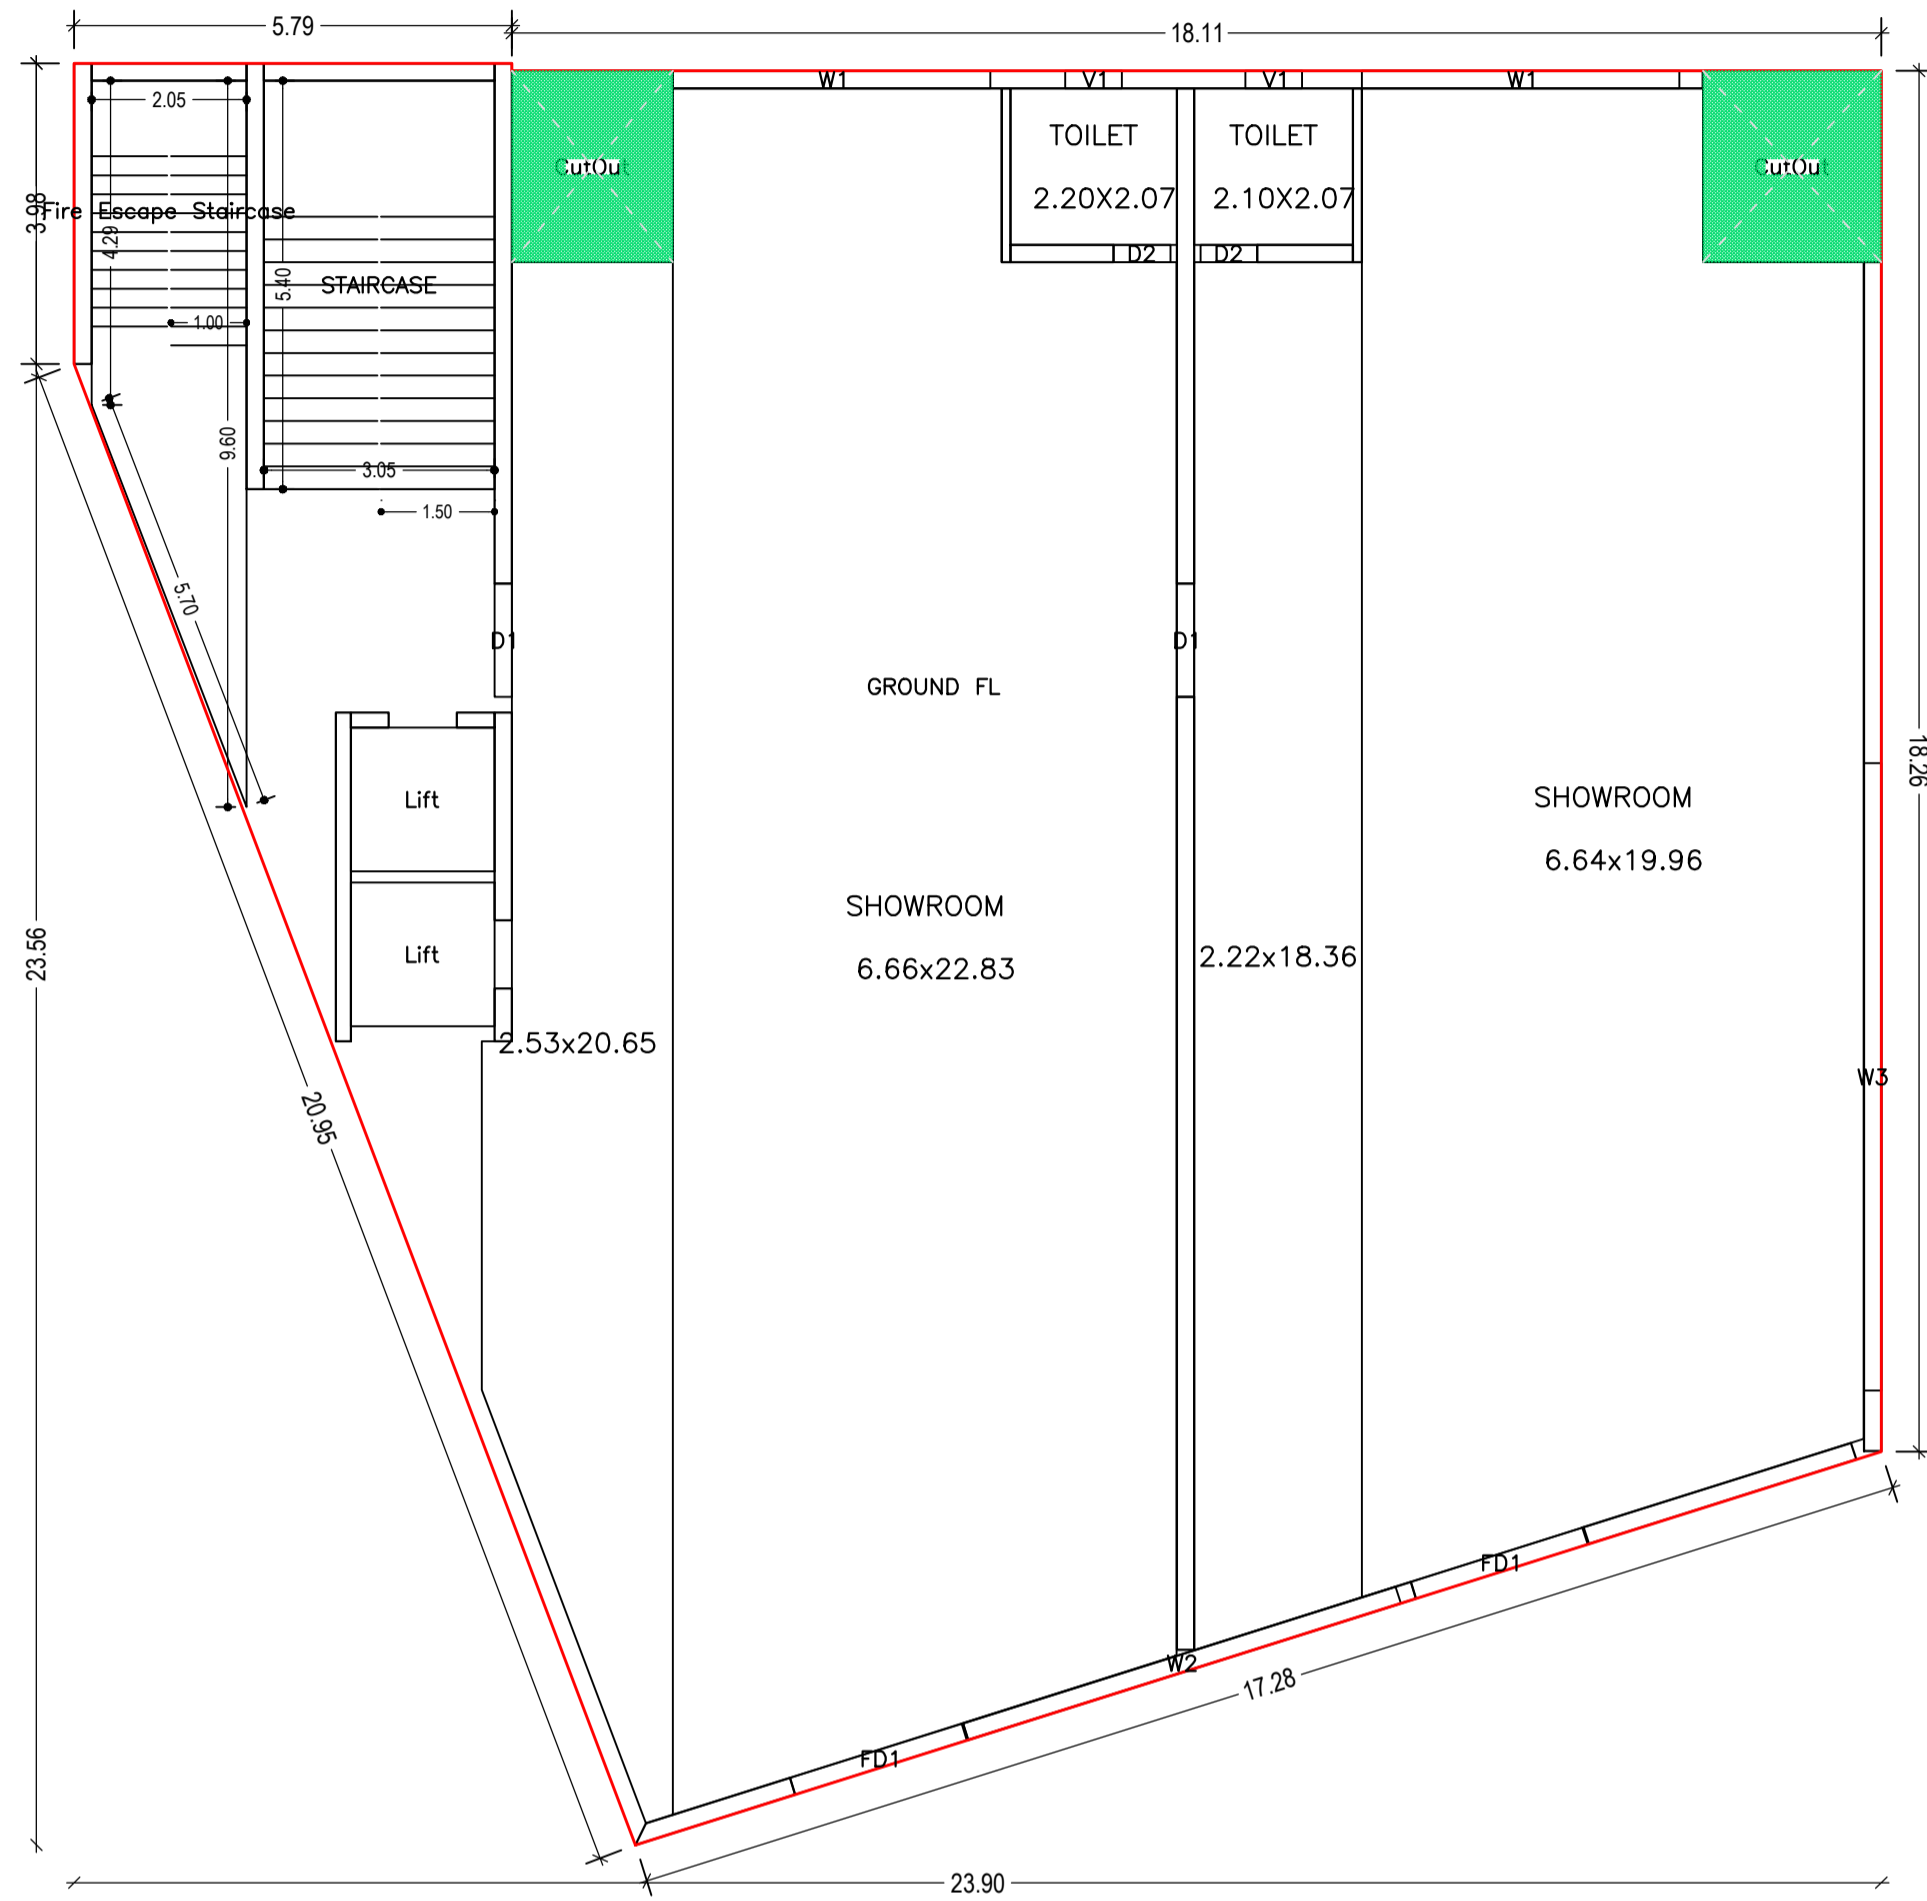 5.79
18.11
W1
V1
V1
W1
2.05
TOILET
TOILET
CutOut
CutOut
3.98
Fire Escape Staircase
2.20X2.07
2.10X2.07
4.29
D2
D2
5.40
STAIRCASE
1.00
9.60
3.05
1.50
5.70
D1
D1
GROUND FL
18.26
Lift
SHOWROOM
6.64x19.96
SHOWROOM
23.56
Lift
2.22x18.36
6.66x22.83
2.53x20.65
W3
20.95
FD1
W2
17.28
FD1
23.90